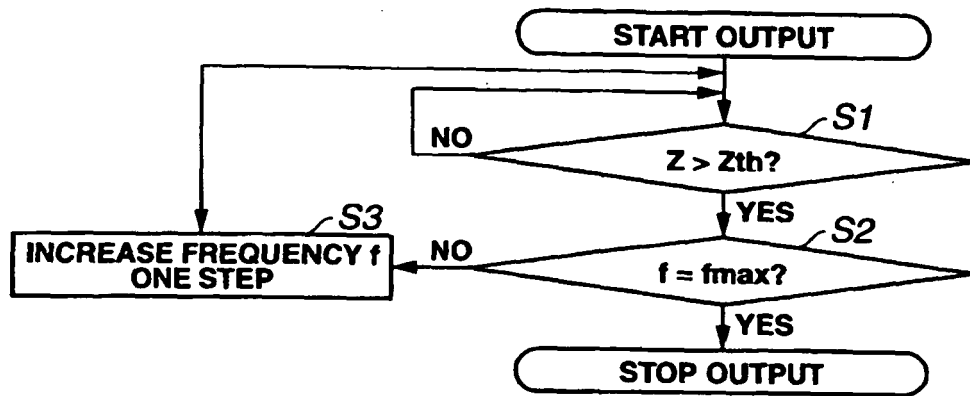 START OUTPUT
S1
NO
Z > Zth?
YES
S3
S2
INCREASE FREQUENCY f
ONE STEP
NO
f = fmax?
YES
STOP OUTPUT